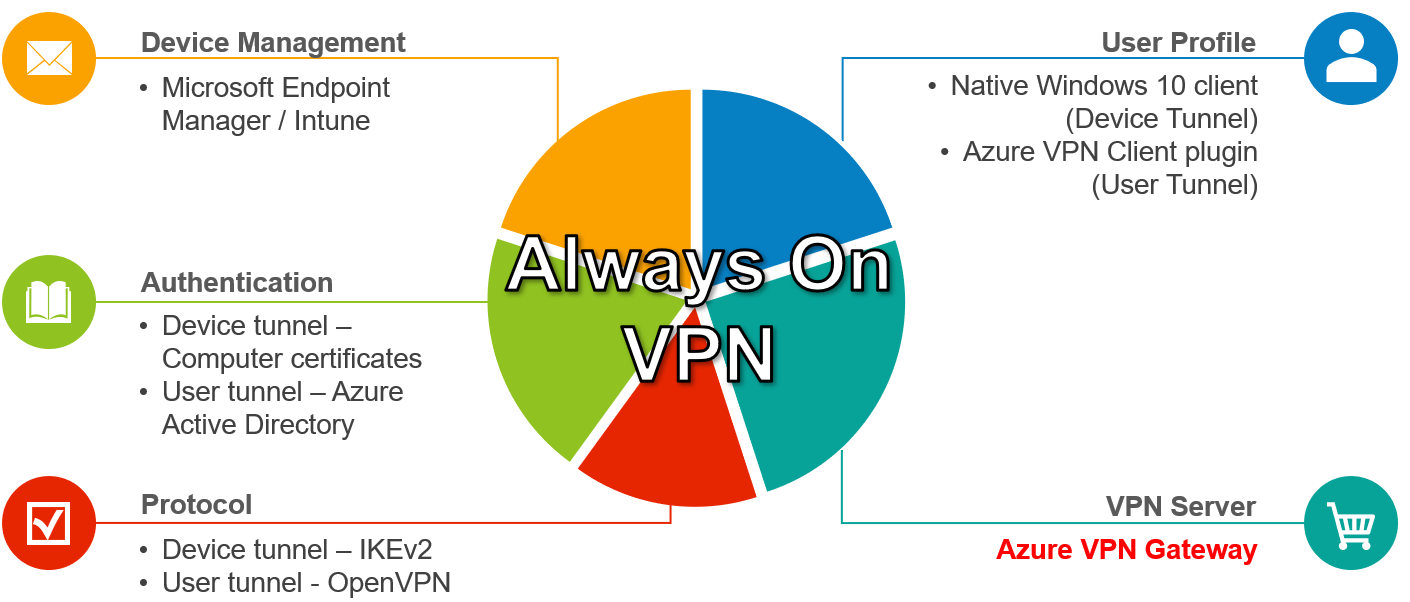 Device Management
• Microsoft Endpoint
Manager / Intune
User Profile
• Native Windows 10 client
(Device Tunnel)
• Azure VPN Client plugin
(User Tunnel)
Always On
VPN
Authentication
• Device tunnel –
Computer certificates
• User tunnel – Azure
Active Directory
Protocol
• Device tunnel – IKEv2
• User tunnel - OpenVPN
VPN Server
Azure VPN Gateway